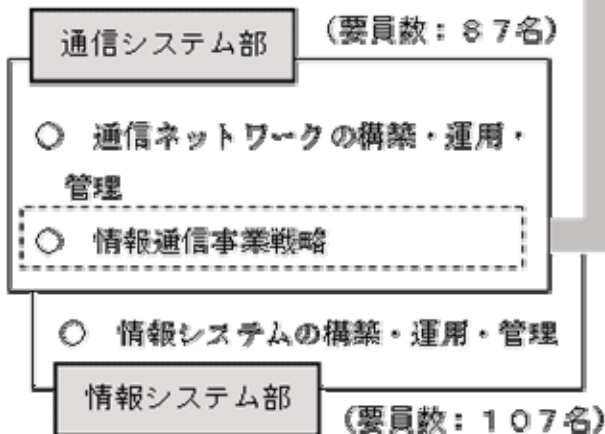 通信システム部
（要員数：８７名）
○ 通信ネットワークの構築・運用・
管理
○ 情報通信事業戦略
○ 情報システムの構築・運用・管理
情報システム部
（要員数：１０７名）